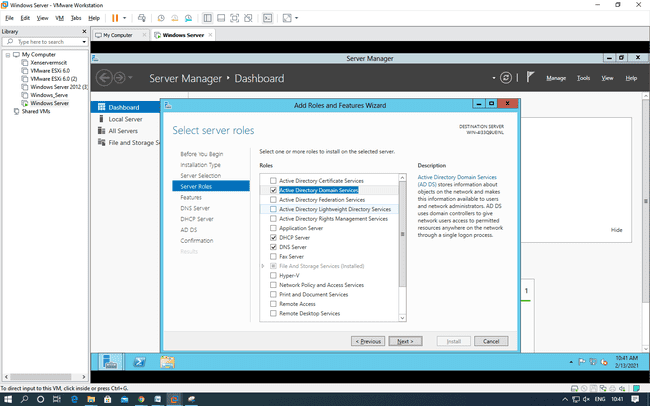 Windows Server - VMware Workstation
File Edit View VM Tabs Help
Library
Type here to search
My Computer
Xenservermscit
VMware ESXi 6.0
VMware ESXi 6.0 (2)
Windows Server 2012 (3)
Windows_Serve
Windows Server
Shared VMs
My Computer
Windows Server
Server Manager
Server Manager Dashboard
Manage Tools View Help
Dashboard
Local Server
All Servers
File and Storage S
Hide
1
Add Roles and Features Wizard
Select server roles
DESTINATION SERVER
Before You Begin
Installation Type
Server Selection
Server Roles
Features
DNS Server
DHCP Server
AD DS
Confirmation
Results
Select one or more roles to install on the selected server.
Roles
Active Directory Certificate Services
Active Directory Domain Services
Active Directory Federation Services
Active Directory Lightweight Directory Services
Active Directory Rights Management Services
Application Server
DHCP Server
DNS Server
Fax Server
File And Storage Services (Installed)
Hyper-V
Network Policy and Access Services
Print and Document Services
Remote Access
Remote Desktop Services
Description
Active Directory Domain Services
(AD DS) stores information about
objects on the network and makes
this information available to users
and network administrators. AD DS
uses domain controllers to give
network users access to permitted
resources anywhere on the network
through a single logon process.
< Previous
Next >
Install
Cancel
10:41 AM
2/13/2021
To direct input to this VM, click inside or press Ctrl+G.
ENG 10:41